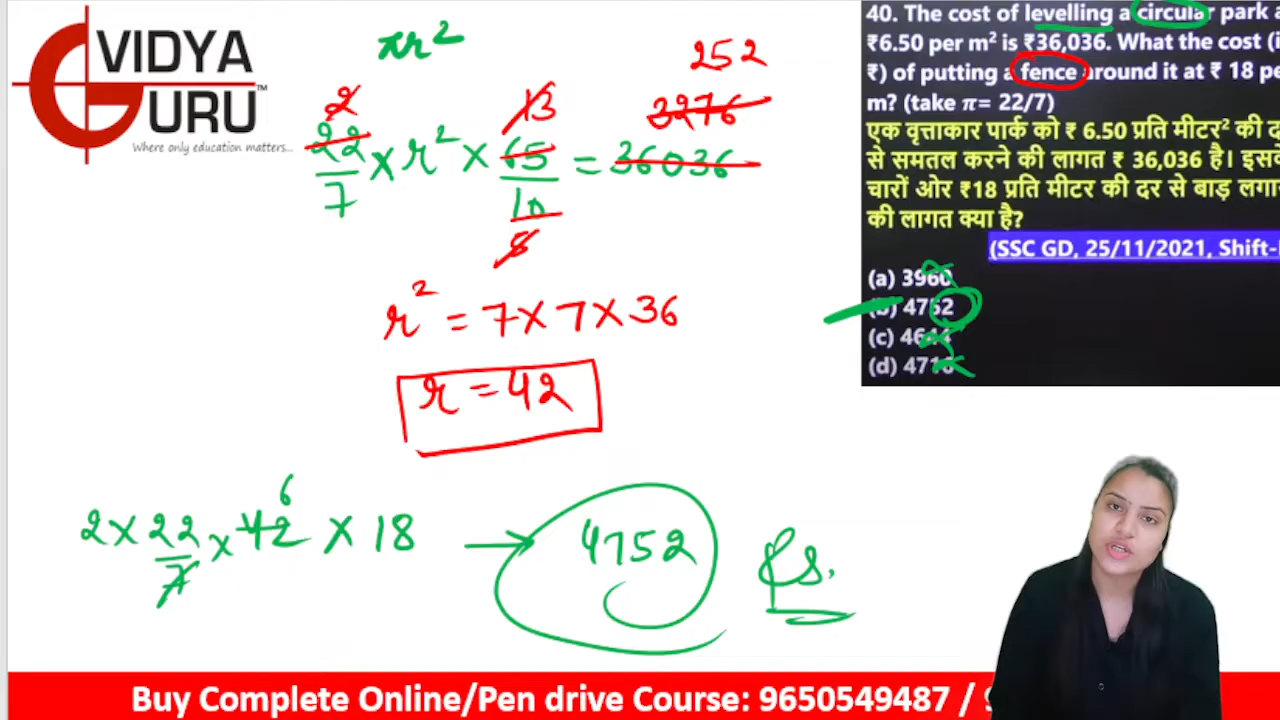 VIDYA
GURU™
Where only education matters...
πr²
2 13 252
3276
22/7 × r² × 65/10 = 36036
5
r² = 7×7×36
r = 42
6
2 × 22/7 × 42 × 18 → 4752 Rs.
40. The cost of levelling a circular park
₹6.50 per m² is ₹36,036. What the cost (i
₹) of putting a fence around it at ₹ 18 pe
m? (take π= 22/7)
एक वृत्ताकार पार्क को ₹ 6.50 प्रति मीटर² की द
से समतल करने की लागत ₹ 36,036 है। इसके
चारों ओर ₹18 प्रति मीटर की दर से बाड़ लगा
की लागत क्या है?
(SSC GD, 25/11/2021, Shift-
(a) 3960
(b) 4752
(c) 4644
(d) 4716
Buy Complete Online/Pen drive Course: 9650549487 / 9